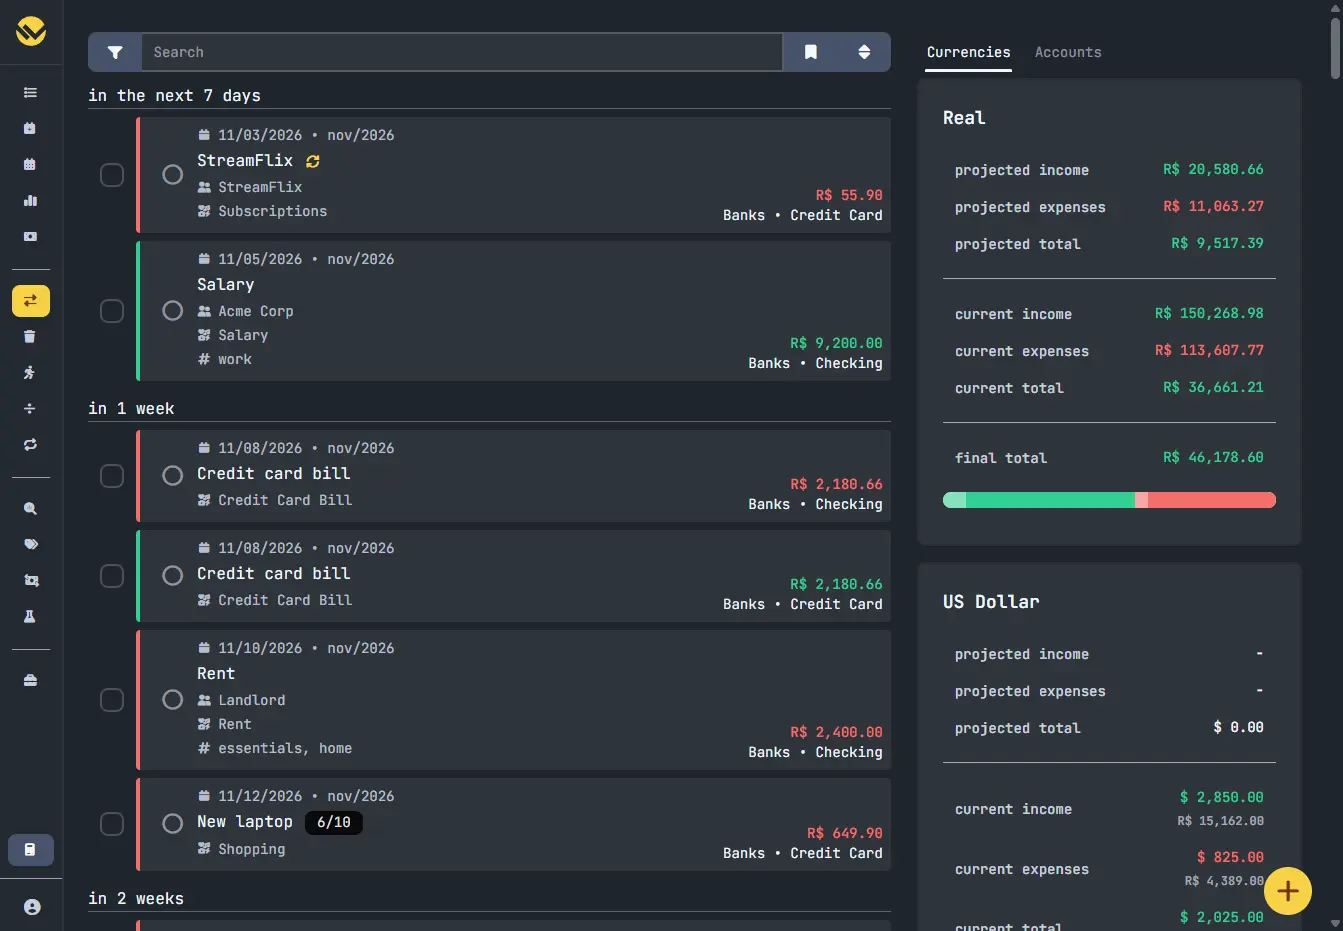 Search
in the next 7 days
11/03/2026 • nov/2026
StreamFlix
StreamFlix
Subscriptions
R$ 55.90
Banks • Credit Card
11/05/2026 • nov/2026
Salary
Acme Corp
Salary
# work
R$ 9,200.00
Banks • Checking
in 1 week
11/08/2026 • nov/2026
Credit card bill
Credit Card Bill
R$ 2,180.66
Banks • Checking
11/08/2026 • nov/2026
Credit card bill
Credit Card Bill
R$ 2,180.66
Banks • Credit Card
11/10/2026 • nov/2026
Rent
Landlord
Rent
# essentials, home
R$ 2,400.00
Banks • Checking
11/12/2026 • nov/2026
New laptop 6/10
Shopping
R$ 649.90
Banks • Credit Card
in 2 weeks
Currencies Accounts
Real
projected income R$ 20,580.66
projected expenses R$ 11,063.27
projected total R$ 9,517.39
current income R$ 150,268.98
current expenses R$ 113,607.77
current total R$ 36,661.21
final total R$ 46,178.60
US Dollar
projected income -
projected expenses -
projected total $ 0.00
current income $ 2,850.00
R$ 15,162.00
current expenses $ 825.00
R$ 4,389.00
current total $ 2,025.00